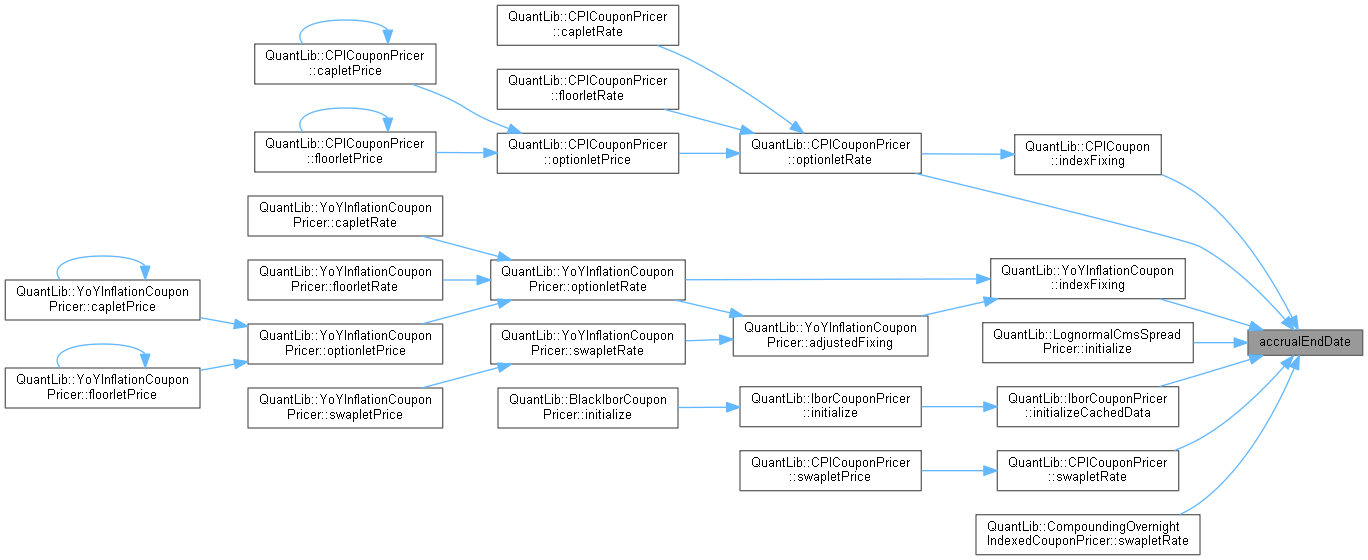 QuantLib::CPICouponPricer
::capletRate
QuantLib::CPICouponPricer
::capletPrice
QuantLib::CPICouponPricer
::floorletRate
QuantLib::CPICouponPricer
::floorletPrice
QuantLib::CPICouponPricer
::optionletPrice
QuantLib::CPICouponPricer
::optionletRate
QuantLib::CPICoupon
::indexFixing
QuantLib::YoYInflationCoupon
Pricer::capletRate
QuantLib::YoYInflationCoupon
Pricer::floorletRate
QuantLib::YoYInflationCoupon
Pricer::optionletRate
QuantLib::YoYInflationCoupon
::indexFixing
QuantLib::YoYInflationCoupon
Pricer::capletPrice
QuantLib::YoYInflationCoupon
Pricer::optionletPrice
QuantLib::YoYInflationCoupon
Pricer::swapletRate
QuantLib::YoYInflationCoupon
Pricer::adjustedFixing
QuantLib::LognormalCmsSpread
Pricer::initialize
accrualEndDate
QuantLib::YoYInflationCoupon
Pricer::floorletPrice
QuantLib::YoYInflationCoupon
Pricer::swapletPrice
QuantLib::BlackIborCoupon
Pricer::initialize
QuantLib::IborCouponPricer
::initialize
QuantLib::IborCouponPricer
::initializeCachedData
QuantLib::CPICouponPricer
::swapletPrice
QuantLib::CPICouponPricer
::swapletRate
QuantLib::CompoundingOvernight
IndexedCouponPricer::swapletRate